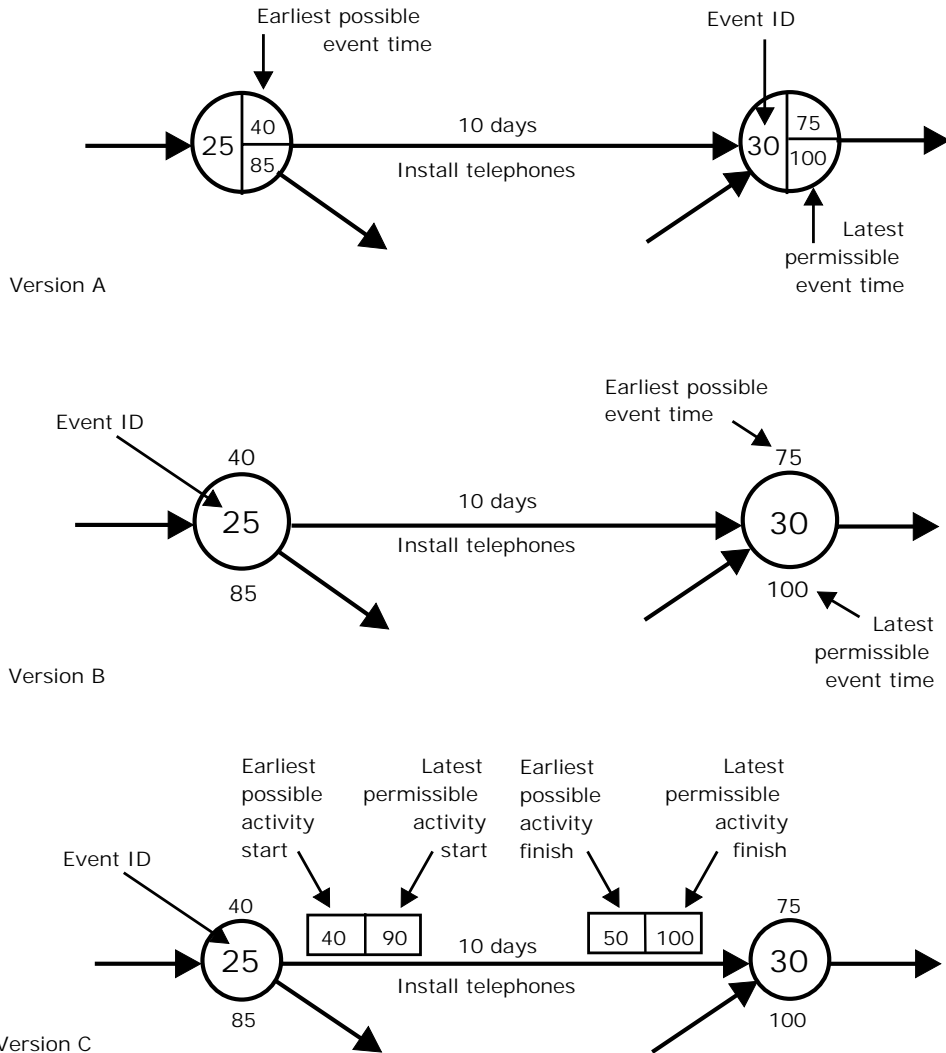 Earliest possible
event time
Event ID
25
40
85
10 days
Install telephones
30
75
100
Latest
permissible
event time
Version A
Event ID
40
25
85
10 days
Install telephones
Earliest possible
event time
75
30
100
Latest
permissible
event time
Version B
Earliest
possible
activity
start
Latest
permissible
activity
start
Earliest
possible
activity
finish
Latest
permissible
activity
finish
Event ID
40
25
85
40
90
10 days
Install telephones
50
100
75
30
100
Version C